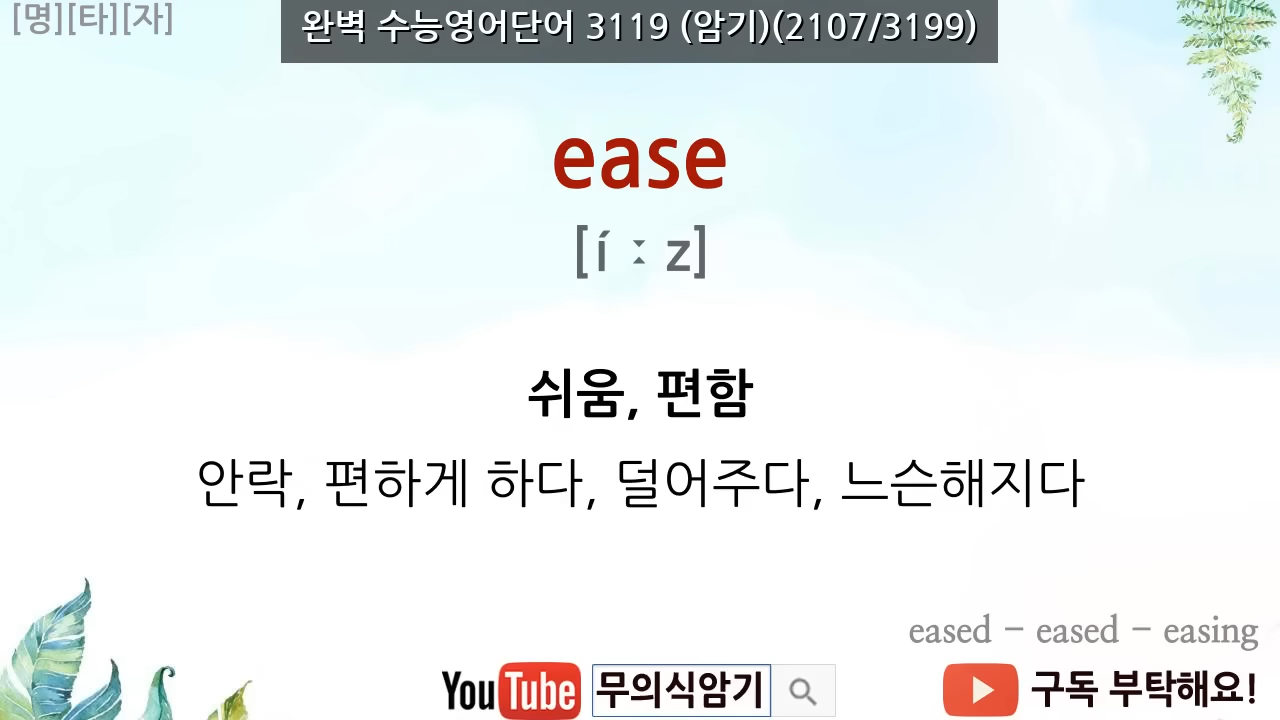 [명][타][자]
완벽 수능영어단어 3119 (암기)(2107/3199)
ease
[íːz]
쉬움, 편함
안락, 편하게 하다, 덜어주다, 느슨해지다
eased - eased - easing
YouTube 무의식암기
구독 부탁해요!